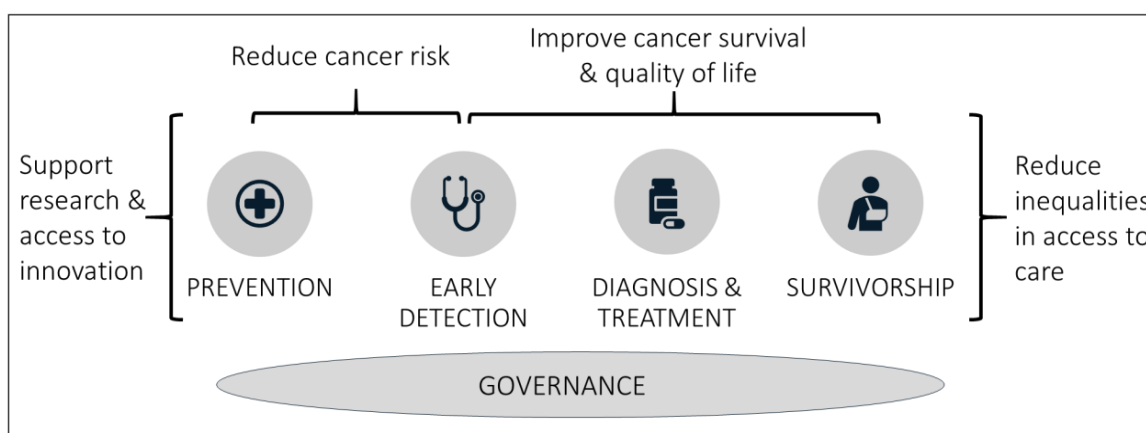 Reduce cancer risk
Improve cancer survival
& quality of life
Support
research &
access to
innovation
Reduce
inequalities
in access to
care
PREVENTION
EARLY
DETECTION
DIAGNOSIS &
TREATMENT
SURVIVORSHIP
GOVERNANCE